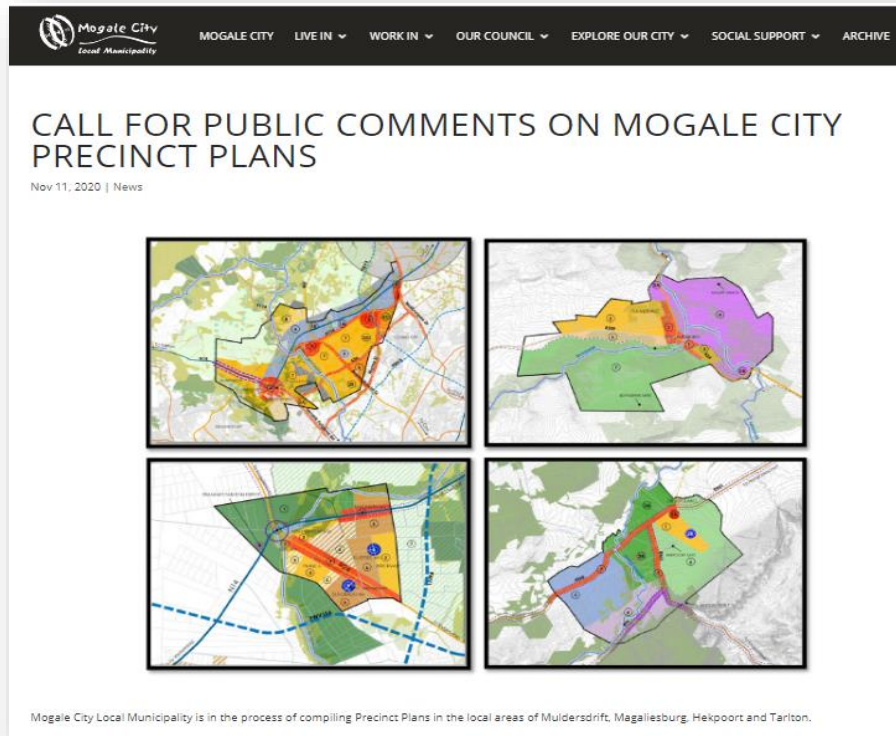 Mogale City
Local Municipality
MOGALE CITY LIVE IN WORK IN OUR COUNCIL EXPLORE OUR CITY SOCIAL SUPPORT ARCHIVE
CALL FOR PUBLIC COMMENTS ON MOGALE CITY
PRECINCT PLANS
Nov 11, 2020 | News
N14
Mogale City Local Municipality is in the process of compiling Precinct Plans in the local areas of Muldersdrift, Magaliesburg, Hekpoort and Tarlton.